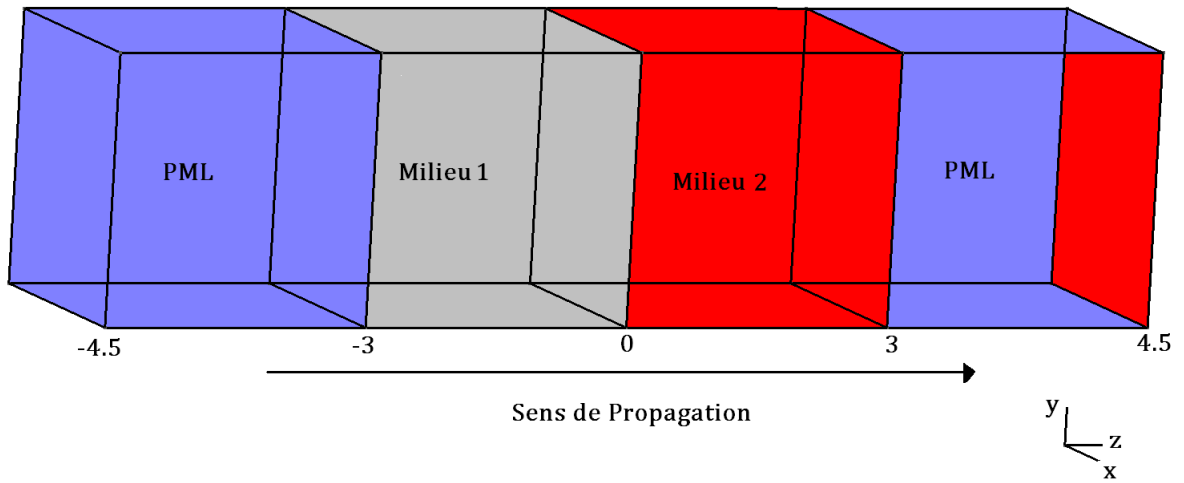 PML
Milieu 1
Milieu 2
PML
-4.5
-3
0
3
4.5
Sens de Propagation
y
z
x